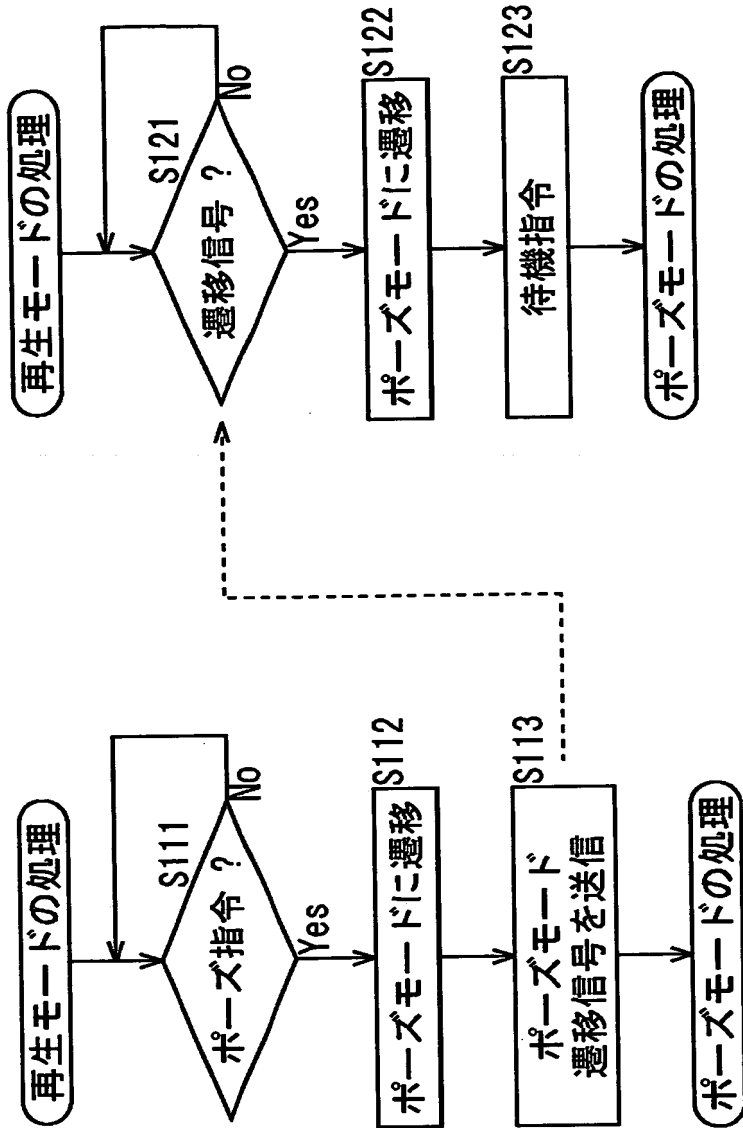 再生モードの処理
S111
ポーズ指令 ?
No
Yes
S112
ポーズモードに遷移
S113
ポーズモード
遷移信号を送信
ポーズモードの処理
再生モードの処理
S121
遷移信号 ?
No
Yes
S122
ポーズモードに遷移
S123
待機指令
ポーズモードの処理